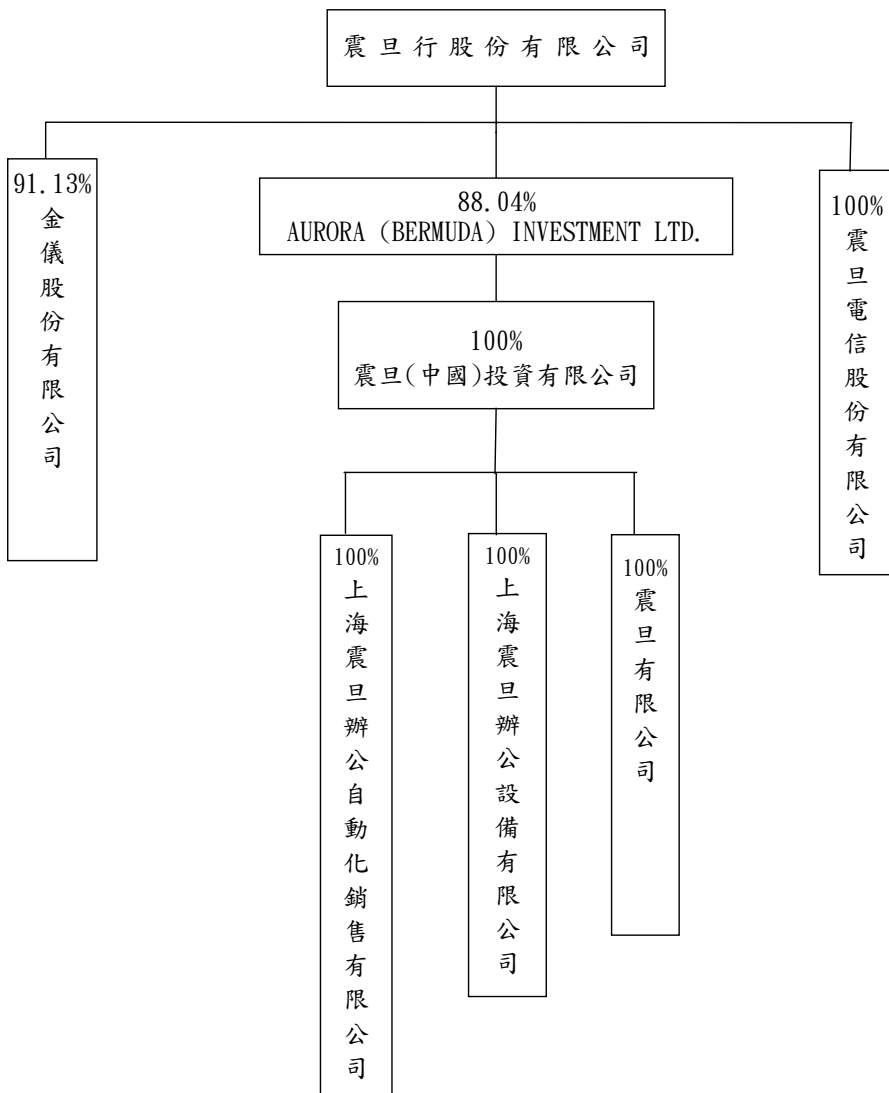 震旦行股份有限公司
91.13%
金儀股份有限公司
88.04%
AURORA (BERMUDA) INVESTMENT LTD.
100%
震旦電信股份有限公司
100%
震旦(中國)投資有限公司
100%
上海震旦辦公自動化銷售有限公司
100%
上海震旦辦公設備有限公司
100%
震旦有限公司